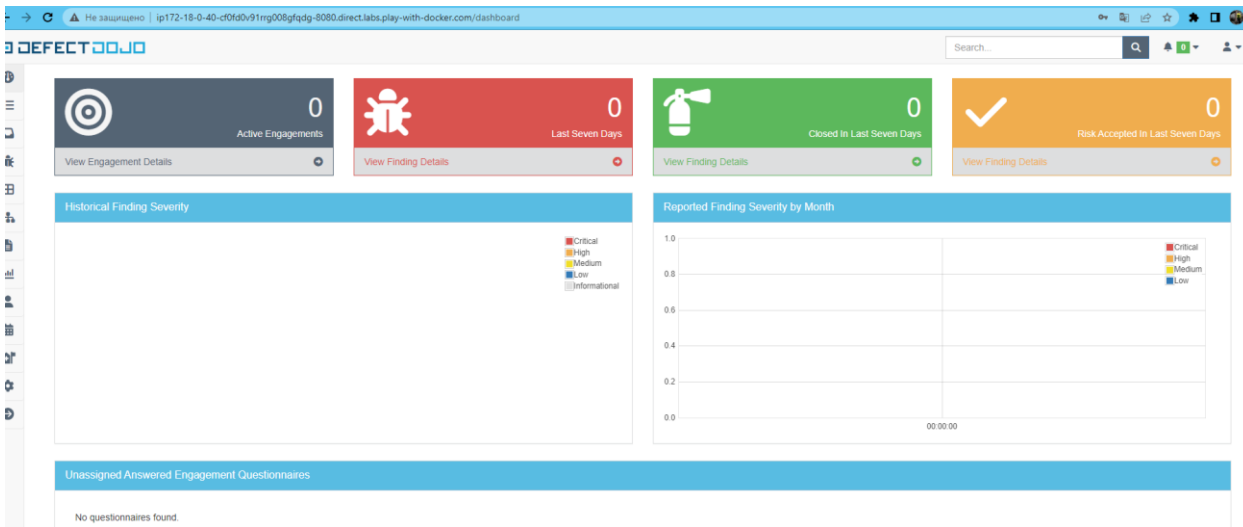 Не защищено | ip172-18-0-40-cf0fd0v91rrg008gfqdg-8080.direct.labs.play-with-docker.com/dashboard
DEFECTDOJO
Search...
0
0
Active Engagements
View Engagement Details
0
Last Seven Days
View Finding Details
0
Closed In Last Seven Days
View Finding Details
0
Risk Accepted In Last Seven Days
View Finding Details
Historical Finding Severity
Critical
High
Medium
Low
Informational
Reported Finding Severity by Month
1.0
0.8
0.6
0.4
0.2
0.0
00:00:00
Critical
High
Medium
Low
Unassigned Answered Engagement Questionnaires
No questionnaires found.